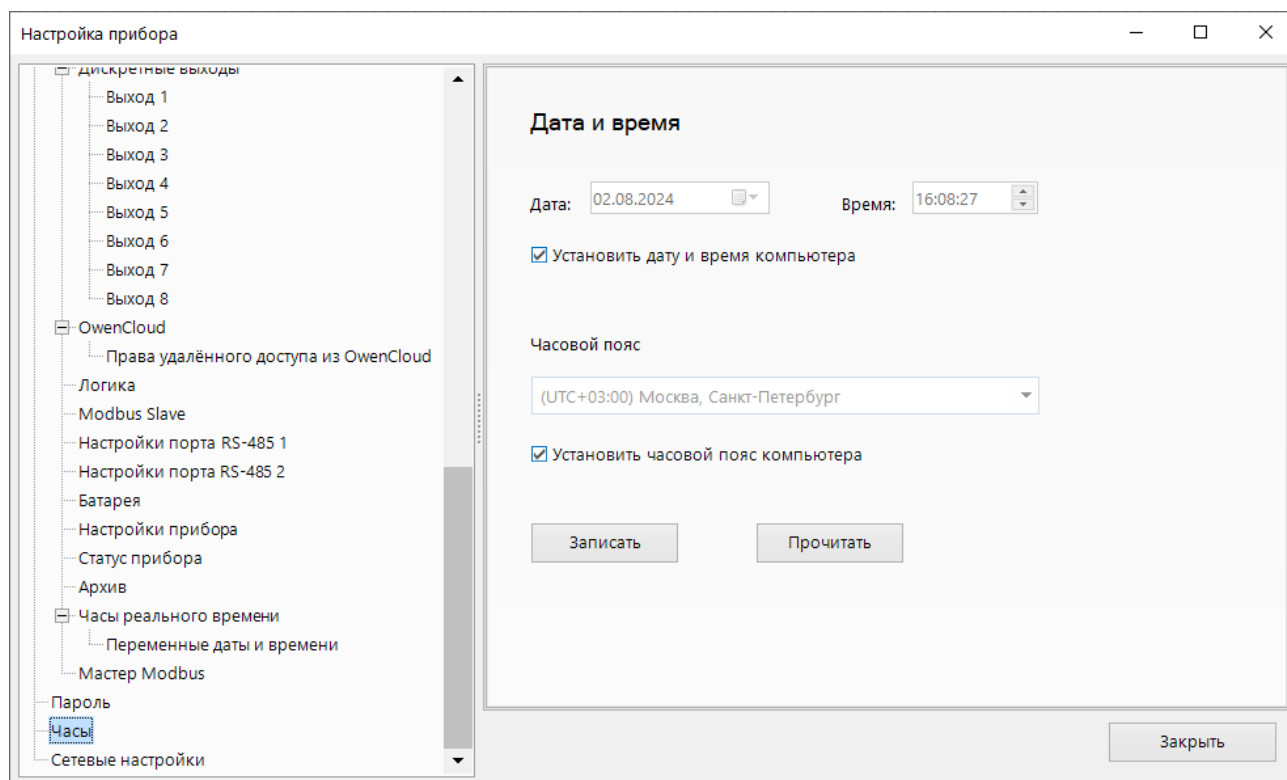 Настройка прибора
Дискретные выходы
Выход 1
Выход 2
Выход 3
Выход 4
Выход 5
Выход 6
Выход 7
Выход 8
OwenCloud
Права удалённого доступа из OwenCloud
Логика
Modbus Slave
Настройки порта RS-485 1
Настройки порта RS-485 2
Батарея
Настройки прибора
Статус прибора
Архив
Часы реального времени
Переменные даты и времени
Мастер Modbus
Пароль
Часы
Сетевые настройки
Дата и время
Дата: 02.08.2024 Время: 16:08:27
Установить дату и время компьютера
Часовой пояс
(UTC+03:00) Москва, Санкт-Петербург
Установить часовой пояс компьютера
Записать Прочитать
Закрыть